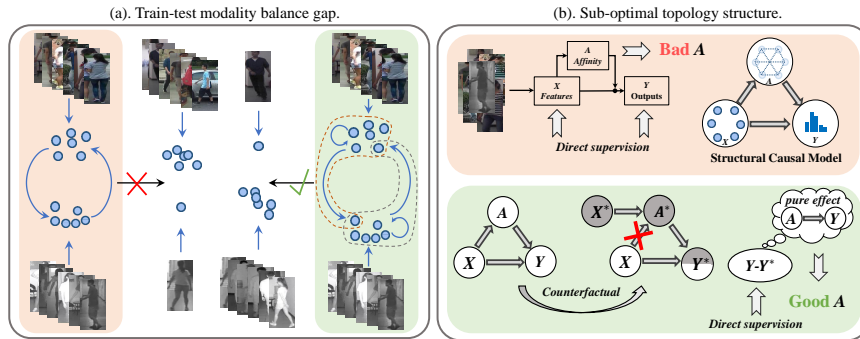 (a). Train-test modality balance gap.
(b). Sub-optimal topology structure.
A
Affinity
Bad A
X
Features
Y
Outputs
Direct supervision
A
X
Y
Structural Causal Model
A
X
Y
X*
A*
X
Y*
Counterfactual
pure effect
A
Y
Y-Y*
Good A
Direct supervision